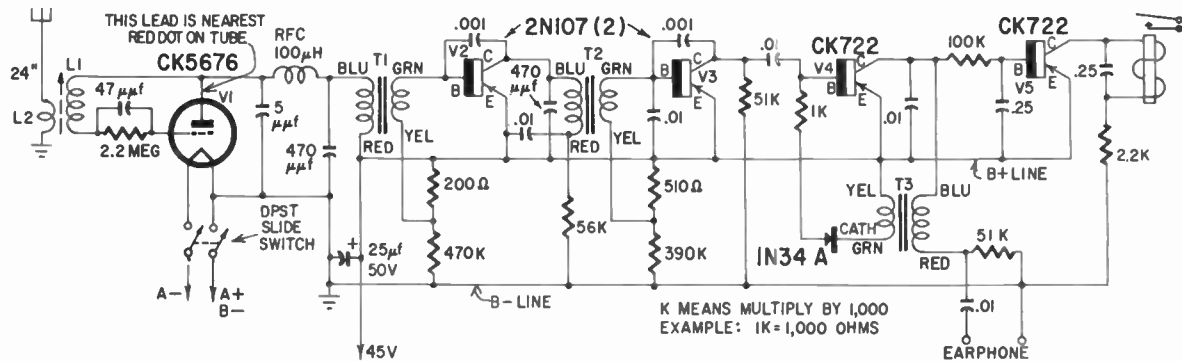 THIS LEAD IS NEAREST
RED DOT ON TUBE
CK5676
24"
L1
L2
47 μμf
2.2 MEG
V1
RFC
100μH
5
μμf
470
μμf
DPST
SLIDE
SWITCH
A-
A+
B-
BLU
T1
GRN
RED
YEL
.001
V2
C
B
E
2N107 (2)
470
μμf
.01
200Ω
470K
+
25μf
50V
45V
B- LINE
BLU
T2
GRN
RED
YEL
56K
.001
C
B
V3
E
.01
510Ω
390K
51K
.01
CK722
V4
C
B
E
1K
.01
100K
CK722
C
B
V5
E
.25
.25
2.2K
B+ LINE
YEL
T3
BLU
CATH
GRN
RED
1N34A
51K
.01
EARPHONE
K MEANS MULTIPLY BY 1,000
EXAMPLE: 1K=1,000 OHMS